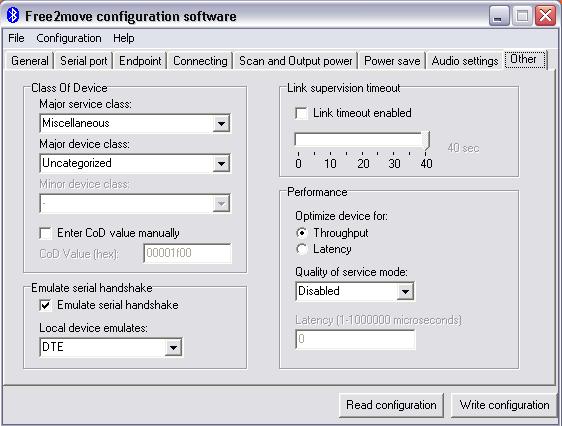 Free2move configuration software
File Configuration Help
General Serial port Endpoint Connecting Scan and Output power Power save Audio settings Other
Class Of Device
Major service class:
Miscellaneous
Major device class:
Uncategorized
Minor device class:
-
Enter CoD value manually
CoD Value (hex): 00001f00
Emulate serial handshake
Emulate serial handshake
Local device emulates:
DTE
Link supervision timeout
Link timeout enabled
40 sec
0 10 25 40
Performance
Optimize device for:
Throughput
Latency
Quality of service mode:
Disabled
Latency (1-1000000 microseconds)
0
Read configuration Write configuration